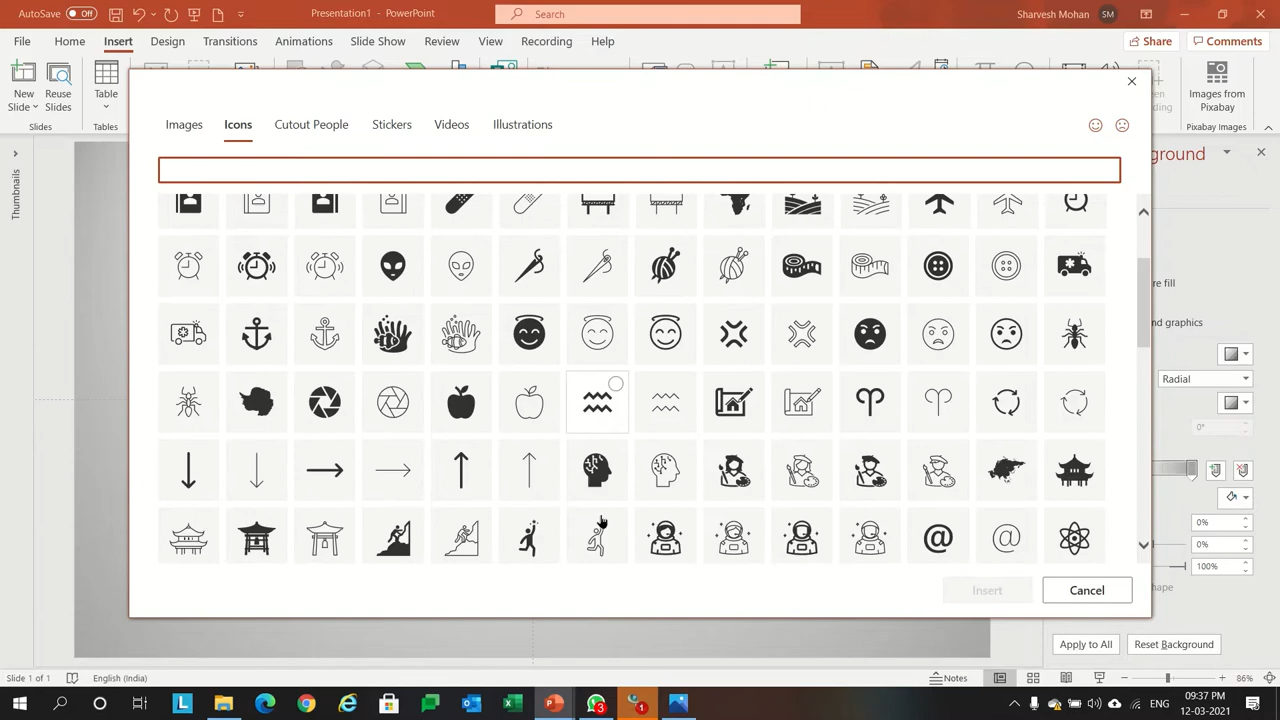 AutoSave Off Presentation1 - PowerPoint Search Sharvesh Mohan SM
File Home Insert Design Transitions Animations Slide Show Review View Recording Help Share Comments
New Slide Reuse Slides Table Images from Pixabay
Slides Tables Pixabay Images
Images Icons Cutout People Stickers Videos Illustrations
ground
Thumbnails
re fill
nd graphics
Radial
0°
0%
0%
100%
Insert Cancel
hape
Apply to All Reset Background
Slide 1 of 1 English (India) Notes 86%
ENG 09:37 PM
12-03-2021